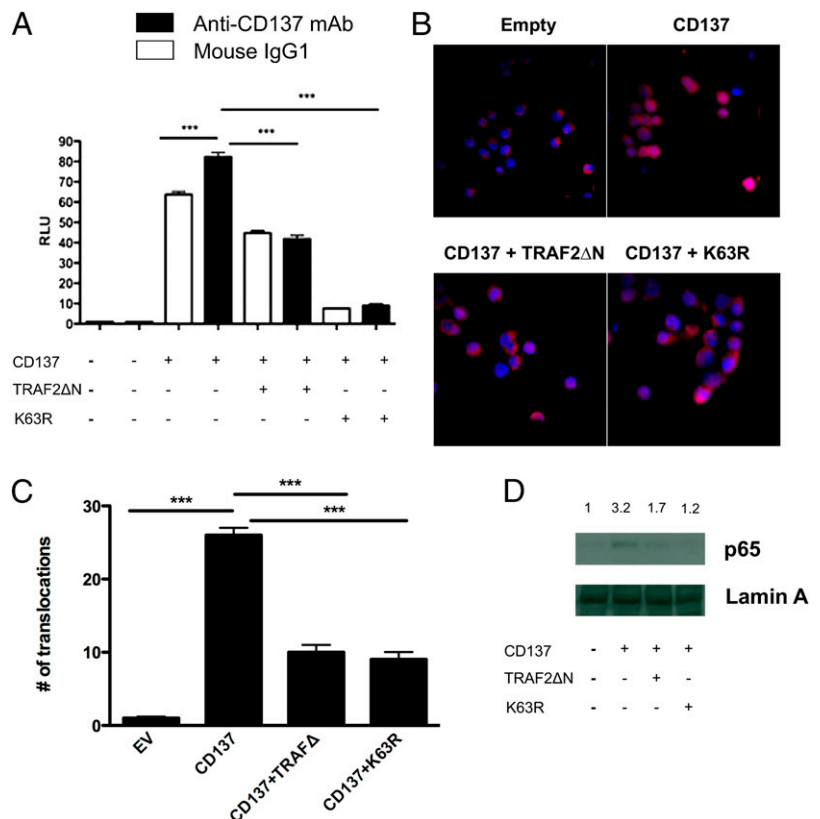 A
Anti-CD137 mAb
Mouse IgG1
***
***
***
90
80
70
60
50
40
30
20
10
0
RLU
CD137 - - + + + + + +
TRAF2ΔN - - - - + + - -
K63R - - - - - - + +
B
Empty CD137
CD137 + TRAF2ΔN CD137 + K63R
C
***
***
***
30
20
10
0
# of translocations
EV CD137 CD137+TRAFΔ CD137+K63R
D
1 3.2 1.7 1.2
p65
Lamin A
CD137 - + + +
TRAF2ΔN - - + -
K63R - - - +